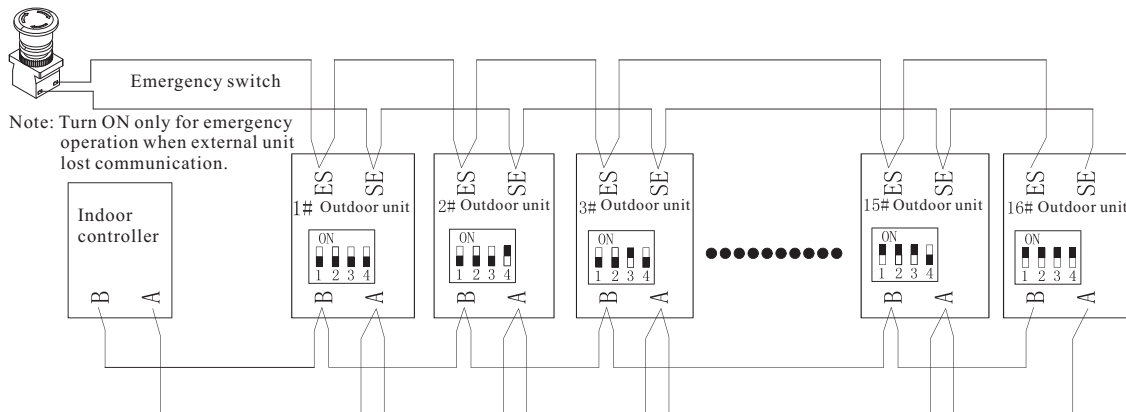 Emergency switch
Note: Turn ON only for emergency
operation when external unit
lost communication.
ES SE ES SE ES SE ES SE ES SE
1# Outdoor unit 2# Outdoor unit 3# Outdoor unit 15# Outdoor unit 16# Outdoor unit
Indoor
controller
ON ON ON ON ON
1 2 3 4 1 2 3 4 1 2 3 4 1 2 3 4 1 2 3 4
B A B A B A B A B A B A